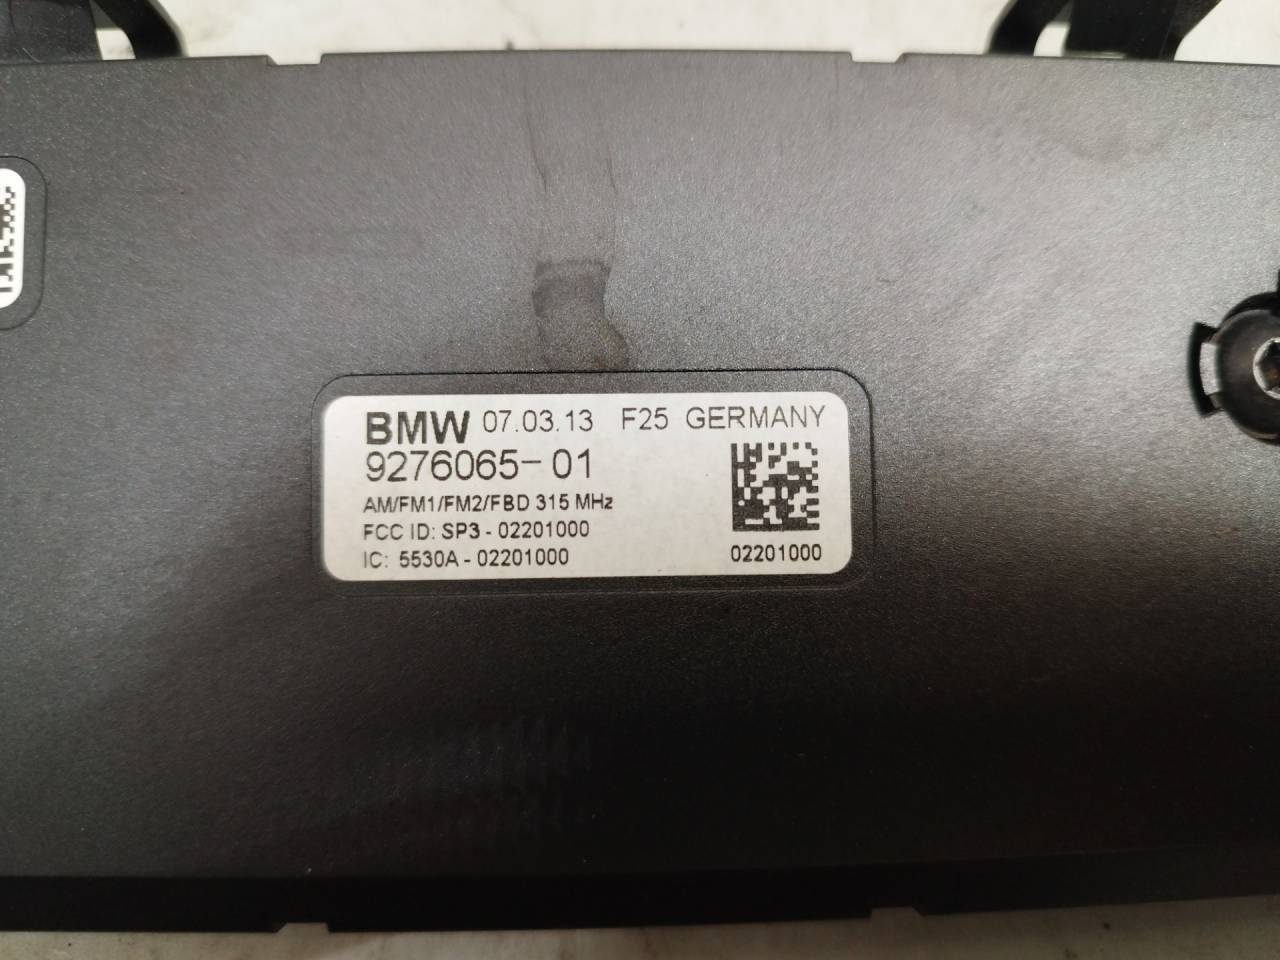 BMW 07.03.13 F25 GERMANY
9276065-01
AM/FM1/FM2/FBD 315 MHz
FCC ID: SP3 - 02201000
IC: 5530A - 02201000
02201000